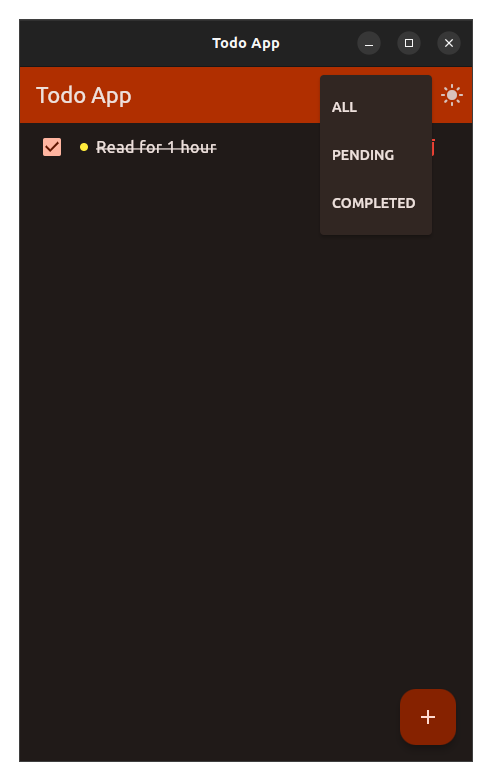 Todo App
Todo App
ALL
Read for 1 hour
PENDING
COMPLETED